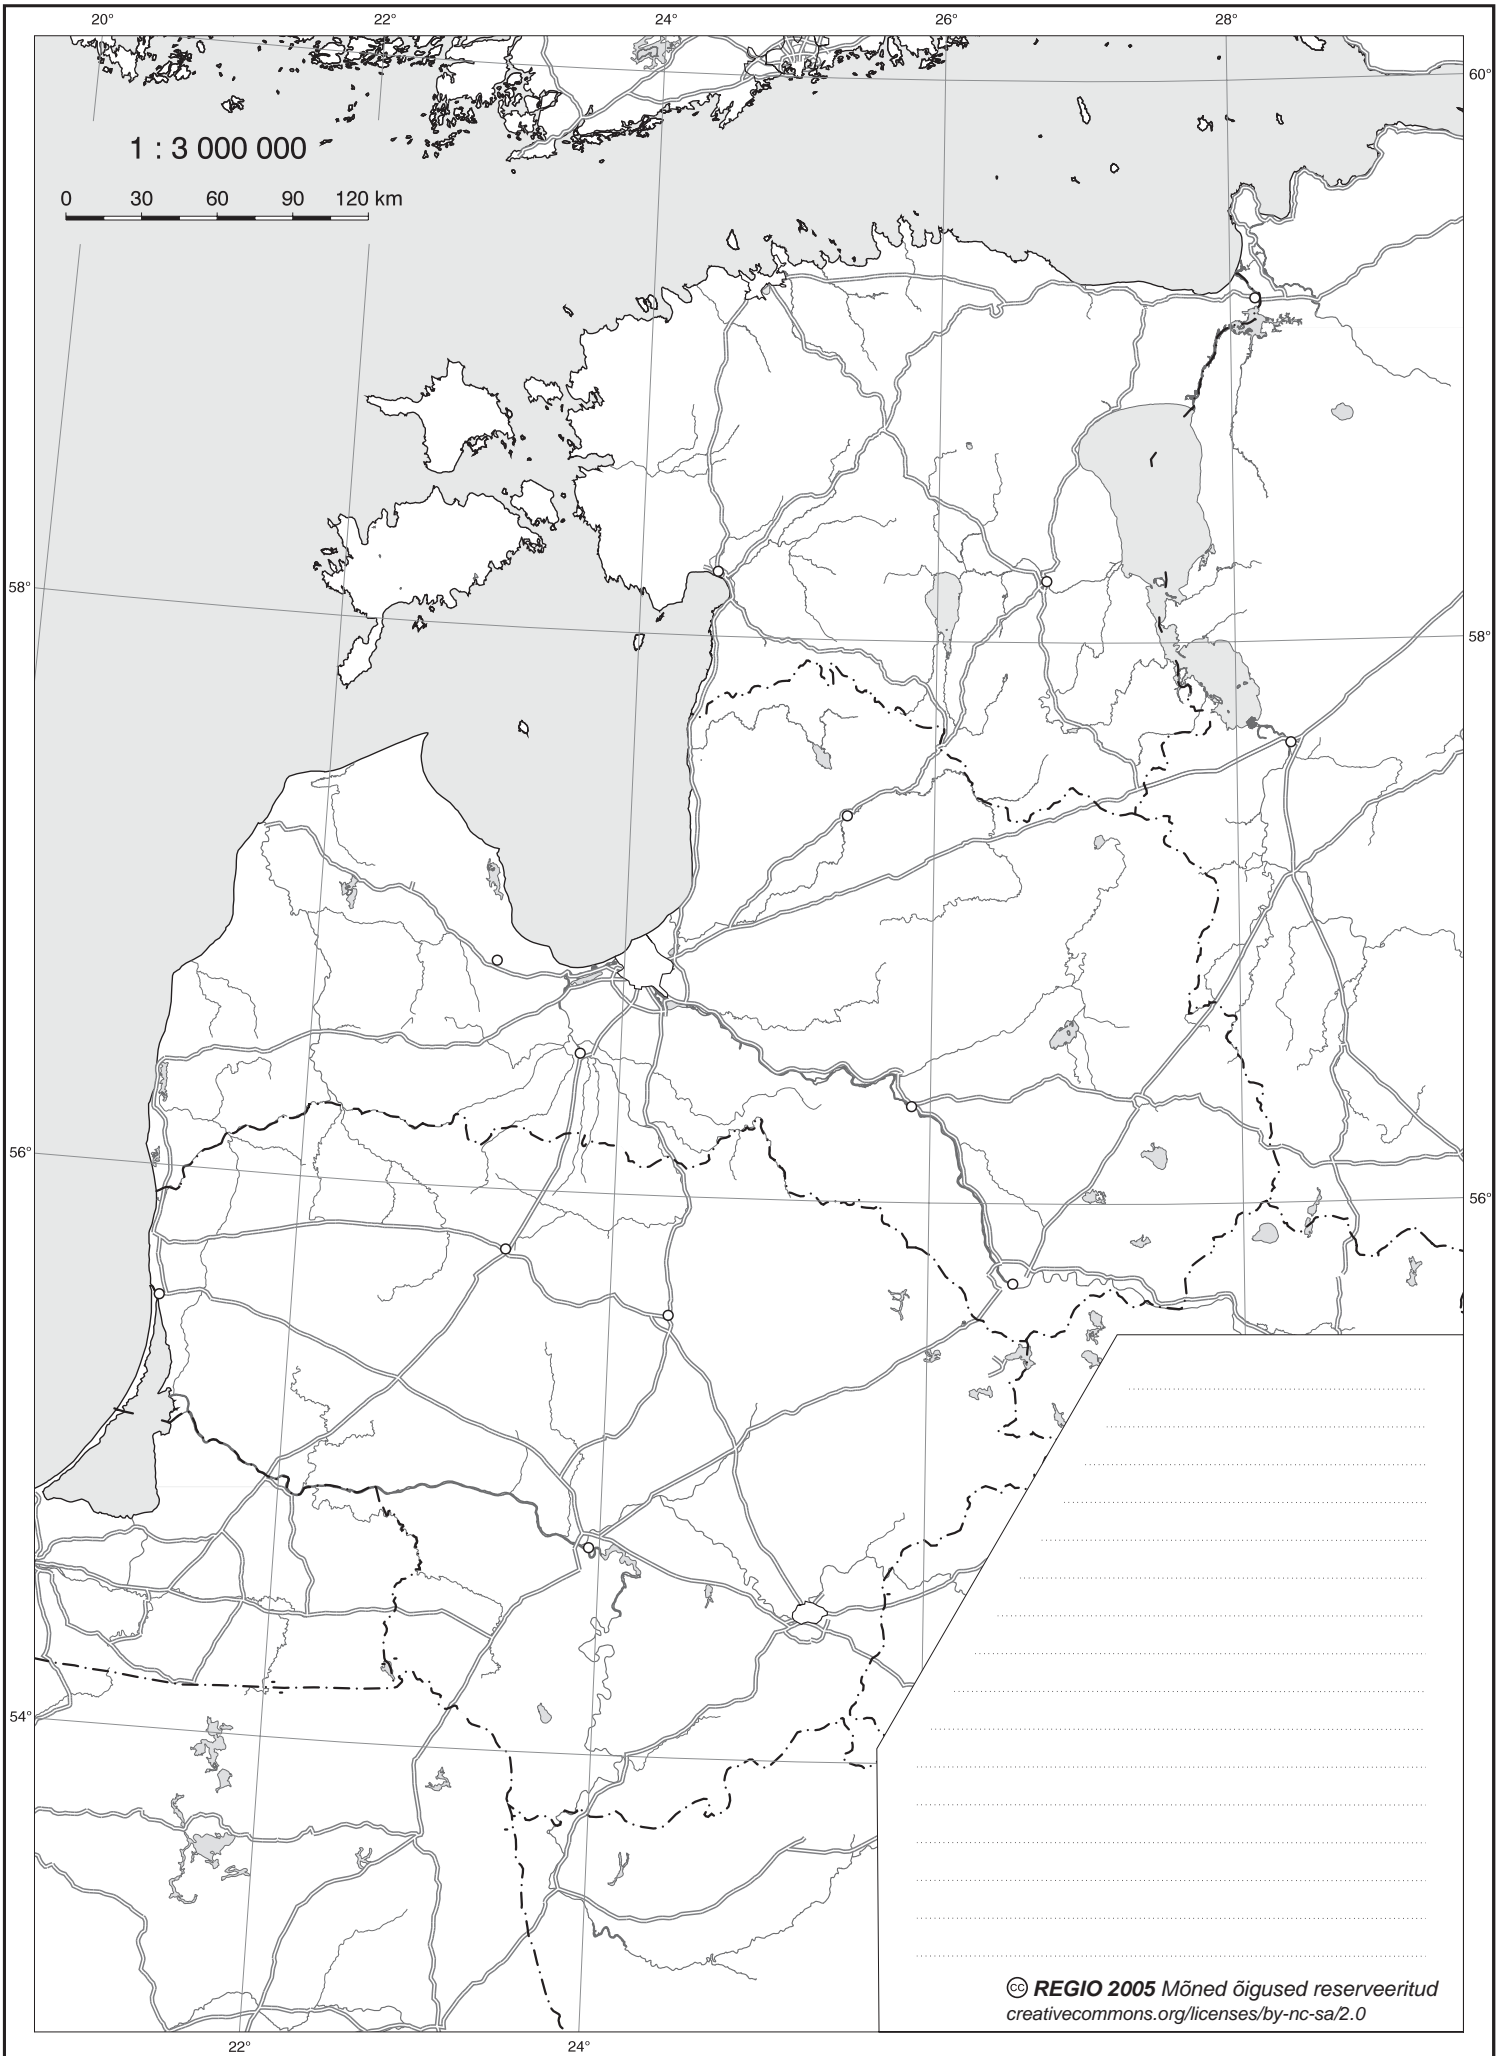 20° 22° 24° 26° 28°
60°
1 : 3 000 000
0 30 60 90 120 km
58° 58°
56° 56°
54°
㏄ REGIO 2005 Mõned õigused reserveeritud
creativecommons.org/licenses/by-nc-sa/2.0
22° 24°